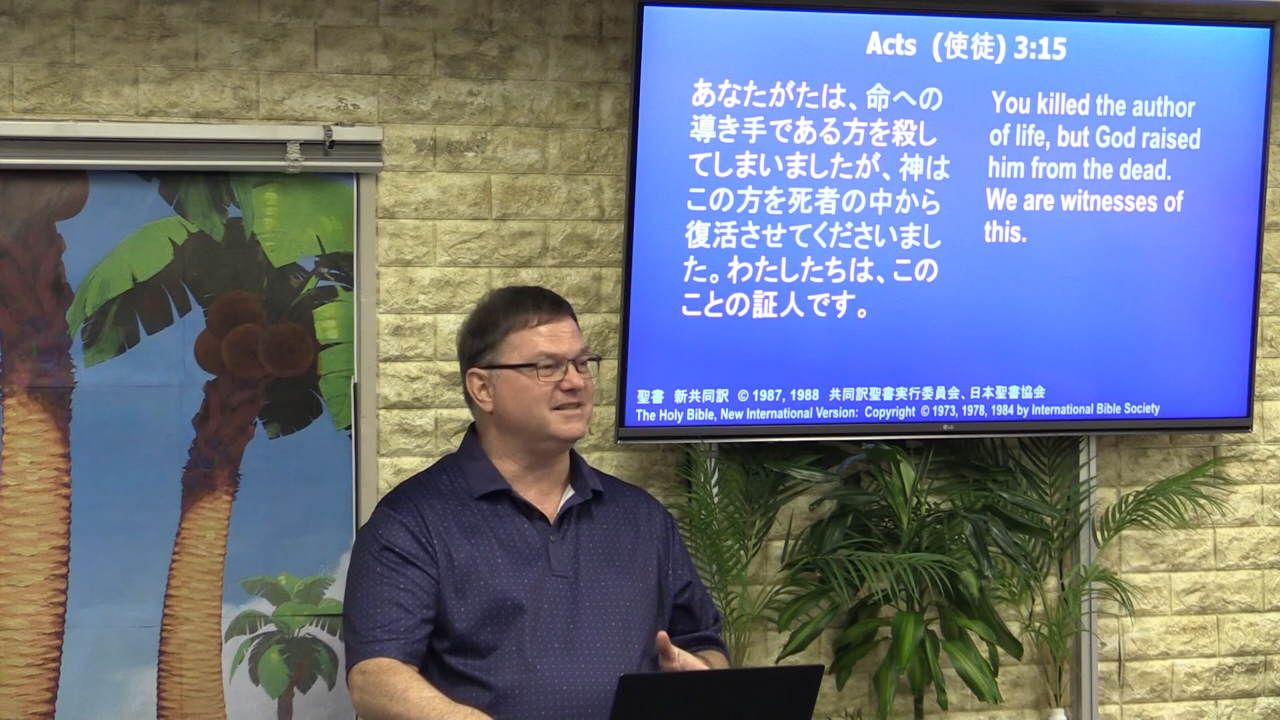 Acts (使徒) 3:15
あなたがたは、命への
導き手である方を殺し
てしまいましたが、神は
この方を死者の中から
復活させてくださいまし
た。わたしたちは、この
ことの証人です。
You killed the author
of life, but God raised
him from the dead.
We are witnesses of
this.
聖書 新共同訳 © 1987, 1988 共同訳聖書実行委員会、日本聖書協会
The Holy Bible, New International Version: Copyright © 1973, 1978, 1984 by International Bible Society
LG